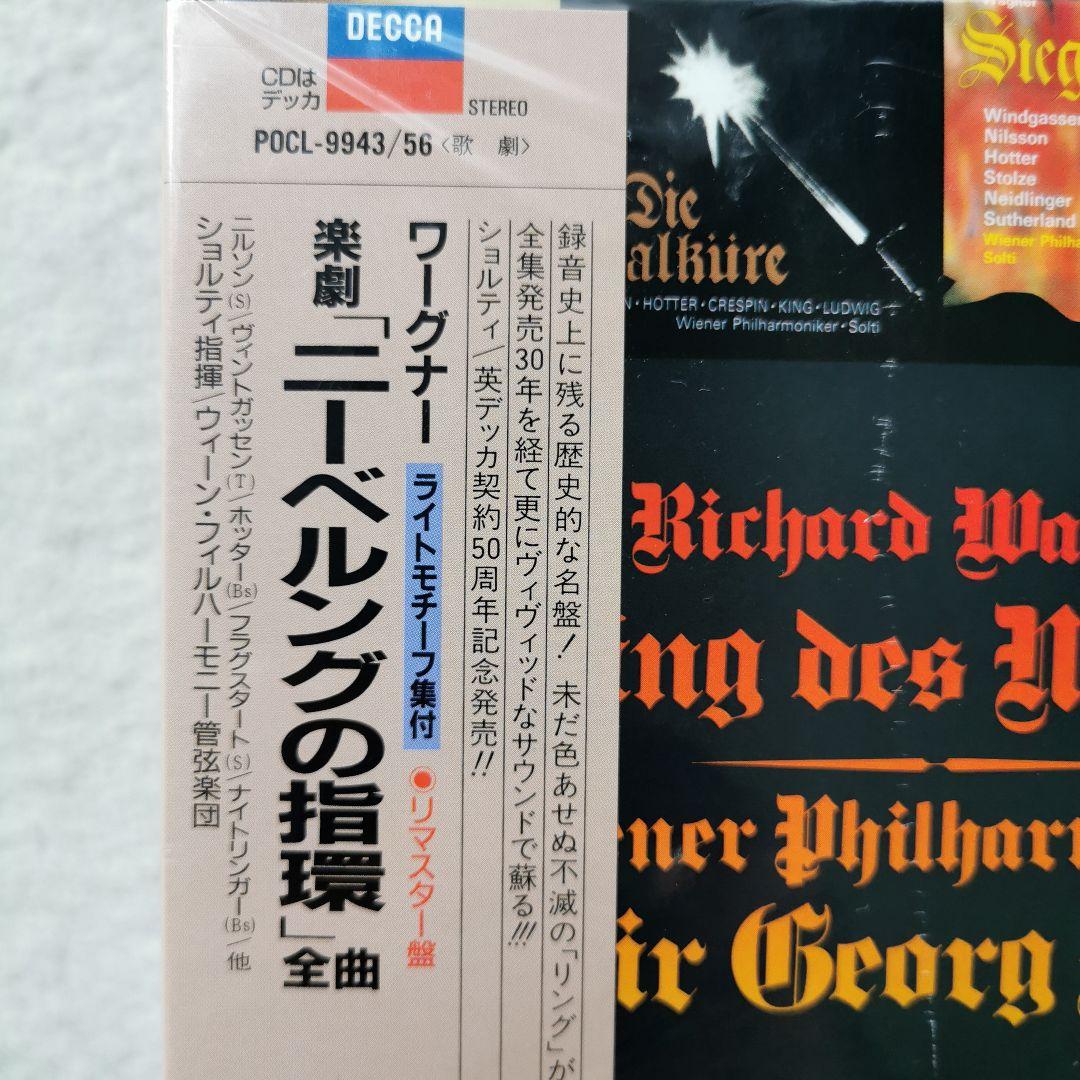 DECCA
CDは
デッカ
STEREO
POCL-9943/56〈歌 劇〉
録音史上に残る歴史的な名盤! 未だ色あせぬ不滅の「リング」が
全集発売30年を経て更にヴィヴィッドなサウンドで蘇る!!!
ショルティ/英デッカ契約50周年記念発売!!
ワーグナー ライトモチーフ集付 ◉リマスター盤
楽劇「ニーベルングの指環」全曲
ニルソン(S)/ヴィントガッセン(T)/ホッター(Bs)/フラグスタート(S)/ナイトリンガー(Bs)/他
ショルティ指揮/ウィーン・フィルハーモニー管弦楽団
Die
alküre
N·HOTTER·CRESPIN·KING·LUDWIG
Wiener Philharmoniker·Solti
Wagner
Sieg
Windgassen
Nilsson
Hotter
Stolze
Neidlinger
Sutherland
Wiener Philha
Solti
Richard Wa
ing des N
ener Philhar
ir Georg